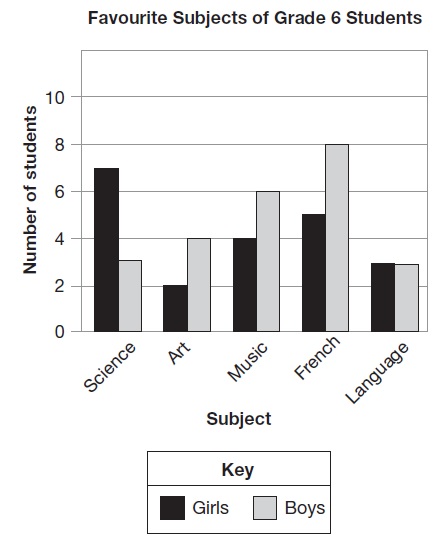 Favourite Subjects of Grade 6 Students
Number of students
10
8
6
4
2
0
Science
Art
Music
French
Language
Subject
Key
Girls
Boys